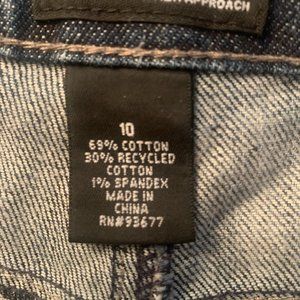 APPROACH
10
69% COTTON
30% RECYCLED
COTTON
1% SPANDEX
MADE IN
CHINA
RN#93677